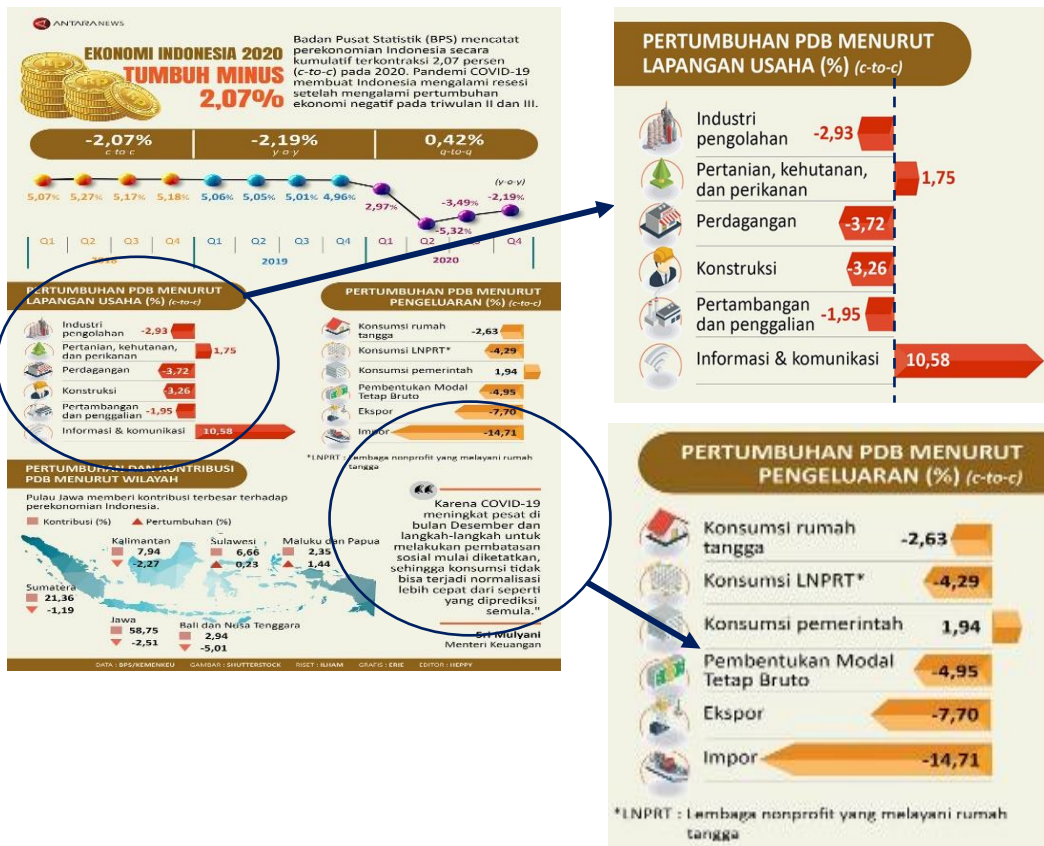 ANTARANEWS
EKONOMI INDONESIA 2020
TUMBUH MINUS
2,07%
Badan Pusat Statistik (BPS) mencatat
perekonomian Indonesia secara
kumulatif terkontraksi 2,07 persen
(c-to-c) pada 2020. Pandemi COVID-19
membuat Indonesia mengalami resesi
setelah mengalami pertumbuhan
ekonomi negatif pada triwulan II dan III.
-2,07% -2,19% 0,42%
c-to-c y-o-y q-to-q
(y-o-y)
5,07% 5,27% 5,17% 5,18% 5,06% 5,05% 5,01% 4,96% 2,97% -5,32% -3,49% -2,19%
Q1 Q2 Q3 Q4 Q1 Q2 Q3 Q4 Q1 Q2 Q4
2019 2020
PERTUMBUHAN PDB MENURUT
LAPANGAN USAHA (%) (c-to-c)
Industri
pengolahan -2,93
Pertanian, kehutanan,
dan perikanan 1,75
Perdagangan -3,72
Konstruksi -3,26
Pertambangan
dan penggalian -1,95
Informasi & komunikasi 10,58
PERTUMBUHAN PDB MENURUT
PENGELUARAN (%) (c-to-c)
Konsumsi rumah
tangga -2,63
Konsumsi LNPRT* -4,29
Konsumsi pemerintah 1,94
Pembentukan Modal
Tetap Bruto -4,95
Ekspor -7,70
Impor -14,71
*LNPRT : Lembaga nonprofit yang melayani rumah
tangga
PERTUMBUHAN DAN KONTRIBUSI
PDB MENURUT WILAYAH
Pulau Jawa memberi kontribusi terbesar terhadap
perekonomian Indonesia.
Kontribusi (%) Pertumbuhan (%)
Kalimantan
7,94
-2,27
Sulawesi
6,66
0,23
Maluku dan Papua
2,35
1,44
Sumatera
21,36
-1,19
Jawa
58,75
-2,51
Bali dan Nusa Tenggara
2,94
-5,01
Karena COVID-19
meningkat pesat di
bulan Desember dan
langkah-langkah untuk
melakukan pembatasan
sosial mulai diketatkan,
sehingga konsumsi tidak
bisa terjadi normalisasi
lebih cepat dari seperti
yang diprediksi
semula."
Sri Mulyani
Menteri Keuangan
DATA : BPS/KEMENKEU GAMBAR : SHUTTERSTOCK RISET : ILHAM GRAFIS : ERIE EDITOR : HEPPY
PERTUMBUHAN PDB MENURUT
LAPANGAN USAHA (%) (c-to-c)
Industri
pengolahan -2,93
Pertanian, kehutanan,
dan perikanan 1,75
Perdagangan -3,72
Konstruksi -3,26
Pertambangan
dan penggalian -1,95
Informasi & komunikasi 10,58
PERTUMBUHAN PDB MENURUT
PENGELUARAN (%) (c-to-c)
Konsumsi rumah
tangga -2,63
Konsumsi LNPRT* -4,29
Konsumsi pemerintah 1,94
Pembentukan Modal
Tetap Bruto -4,95
Ekspor -7,70
Impor -14,71
*LNPRT : Lembaga nonprofit yang melayani rumah
tangga